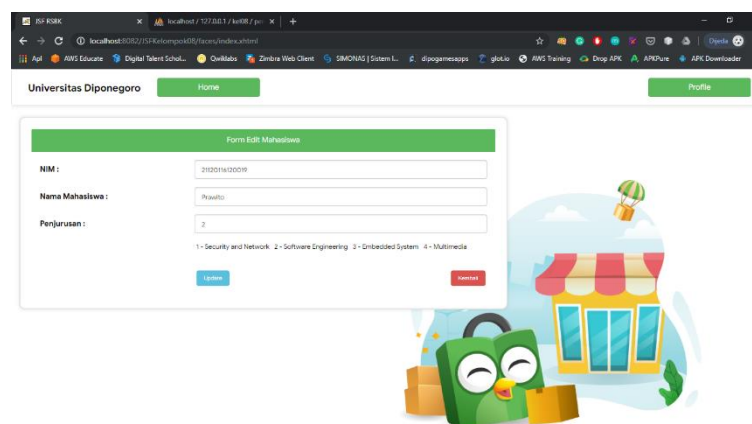 JSF RSBK
localhost / 127.0.0.1 / kel08 / per
localhost:8082/JSFKelompok08/faces/index.xhtml
Dijeda
Apl AWS Educate Digital Talent Schol... Qwiklabs Zimbra Web Client SIMONAS | Sistem I... dipogamesapps glot.io AWS Training Drop APK APKPure APK Downloader
Universitas Diponegoro Home Profile
Form Edit Mahasiswa
NIM : 21120116120019
Nama Mahasiswa : Prawito
Penjurusan : 2
1 - Security and Network 2 - Software Engineering 3 - Embedded System 4 - Multimedia
Update Kembali